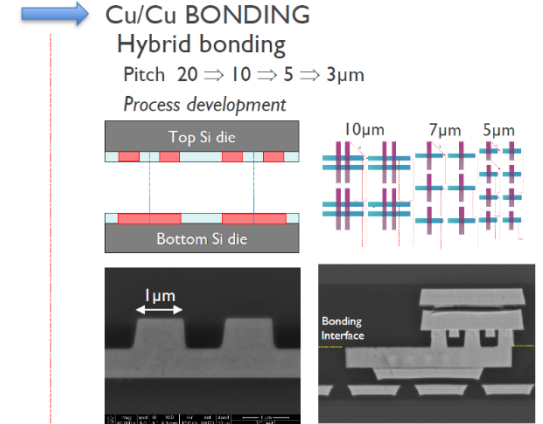 Cu/Cu BONDING
Hybrid bonding
Pitch 20 ⇒ 10 ⇒ 5 ⇒ 3μm
Process development
Top Si die
Bottom Si die
10μm 7μm 5μm
1μm
Bonding
Interface